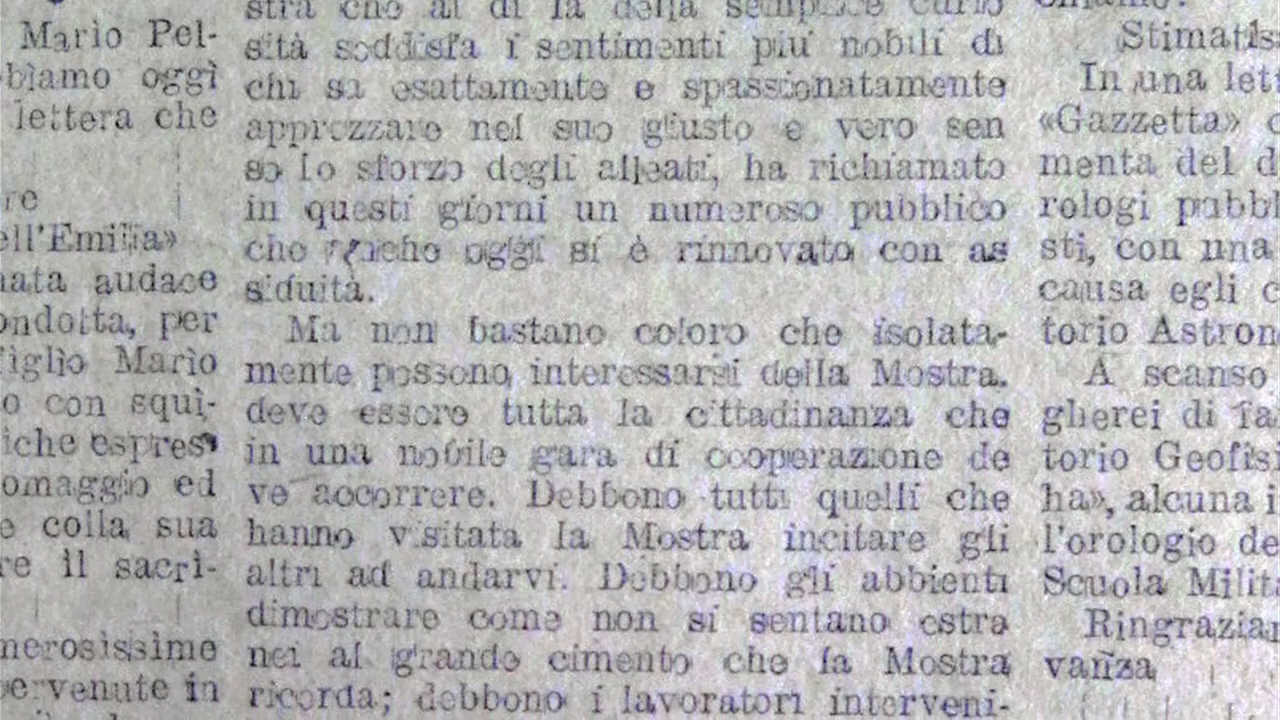 Mario Pel-
biamo oggi
lettera che
re
ell'Emilia»
nata audace
ondotta, per
figlio Mario
o con squi-
iche espres
omaggio ed
e colla sua
re il sacri-
nerosissime
pervenute in
stra che al di la della semplice curio
sità soddisfa i sentimenti piu nobili di
chi sa esattamente e spassionatamente
apprezzare nel suo giusto e vero sen
so lo sforzo degli alleati, ha richiamato
in questi giorni un numeroso pubblico
che anche oggi si è rinnovato con as
siduità.
Ma non bastano coloro che isolata-
mente possono interessarsi della Mostra.
deve essere tutta la cittadinanza che
in una nobile gara di cooperazione de
ve accorrere. Debbono tutti quelli che
hanno visitata la Mostra incitare gli
altri ad andarvi. Debbono gli abbienti
dimostrare come non si sentano estra
nei al grande cimento che la Mostra
ricorda; debbono i lavoratori interveni-
Stimatis
In una lett
«Gazzetta» c
menta del d
rologi pubbl
sti, con una
causa egli c
torio Astron
A scanso
gherei di fa
torio Geofisi
ha», alcuna i
l'orologio de
Scuola Milit
Ringrazian
vanza